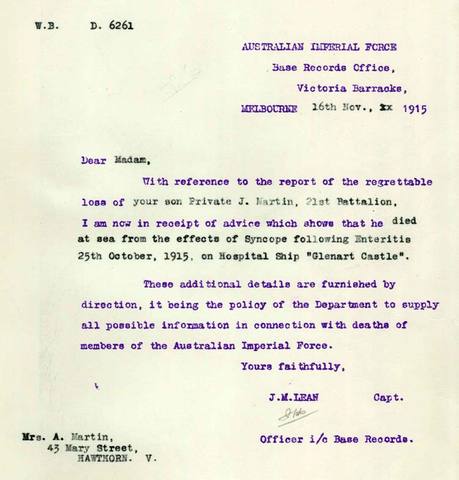 W.B. D. 6261
AUSTRALIAN IMPERIAL FORCE
Base Records Office,
Victoria Barracks,
MELBOURNE 16th Nov., xx 1915
Dear Madam,
With reference to the report of the regrettable
loss of your son Private J. Martin, 21st Battalion,
I am now in receipt of advice which shows that he died
at sea from the effects of Syncope following Enteritis
25th October, 1915, on Hospital Ship "Glenart Castle".
These additional details are furnished by
direction, it being the policy of the Department to supply
all possible information in connection with deaths of
members of the Australian Imperial Force.
Yours faithfully,
J.M.LEAN Capt.
Officer i/c Base Records.
Mrs. A. Martin,
43 Mary Street,
HAWTHORN. V.